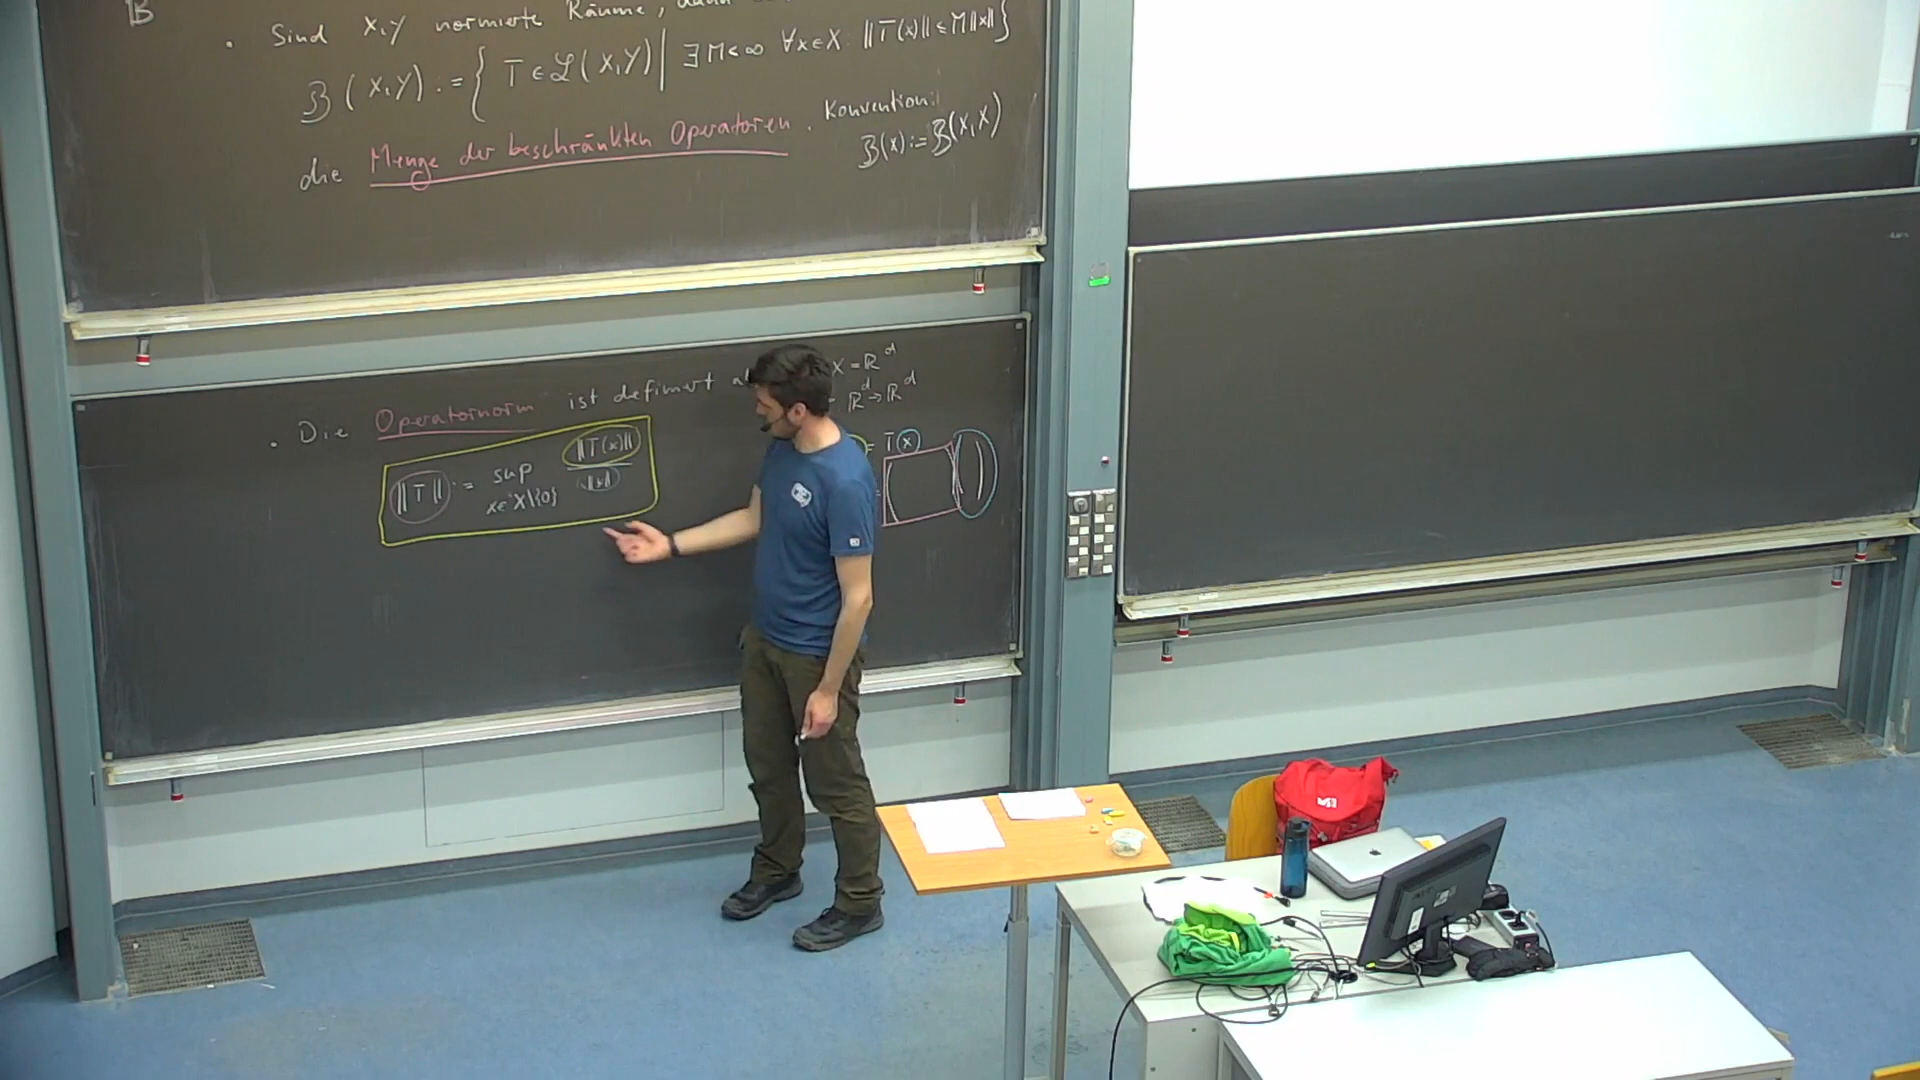 B
• Sind X,Y normierte Räume,
B(X,Y) := { T ∈ L(X,Y) | ∃ M < ∞ ∀x∈X: ||T(x)|| ≤ M||x|| }
die Menge der beschränkten Operatoren. Konvention:
B(X) := B(X,X)
• Die Operatornorm ist definiert
||T|| := sup ||T(x)|| / ||x||
x∈X\{0}
X = ℝ^d
ℝ^d → ℝ^d
= T(x)
=